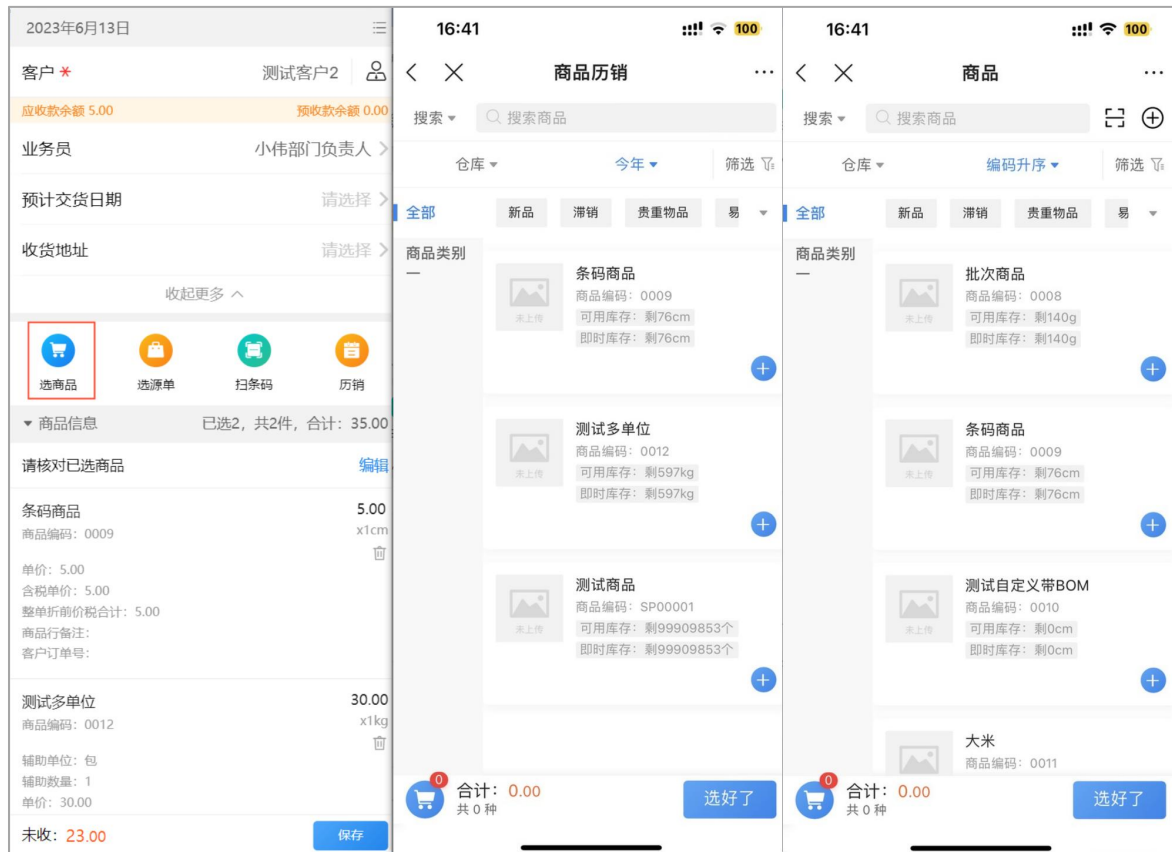 2023年6月13日
客户 * 测试客户2
应收款余额 5.00 预收款余额 0.00
业务员 小伟部门负责人
预计交货日期 请选择
收货地址 请选择
收起更多
选商品 选源单 扫条码 历销
商品信息 已选2，共2件，合计：35.00
请核对已选商品 编辑
条码商品 5.00
商品编码：0009 x1cm
单价：5.00
含税单价：5.00
整单折前价税合计：5.00
商品行备注：
客户订单号：
测试多单位 30.00
商品编码：0012 x1kg
辅助单位：包
辅助数量：1
单价：30.00
未收：23.00 保存
16:41 100
商品历销
搜索 搜索商品
仓库 今年 筛选
全部 新品 滞销 贵重物品 易
商品类别一
条码商品
商品编码：0009
可用库存：剩76cm
即时库存：剩76cm
未上传
测试多单位
商品编码：0012
可用库存：剩597kg
即时库存：剩597kg
未上传
测试商品
商品编码：SP00001
可用库存：剩99909853个
即时库存：剩99909853个
未上传
0
合计：0.00
共 0 种
选好了
16:41 100
商品
搜索 搜索商品
仓库 编码升序 筛选
全部 新品 滞销 贵重物品 易
商品类别一
批次商品
商品编码：0008
可用库存：剩140g
即时库存：剩140g
未上传
条码商品
商品编码：0009
可用库存：剩76cm
即时库存：剩76cm
未上传
测试自定义带BOM
商品编码：0010
可用库存：剩0cm
即时库存：剩0cm
未上传
大米
商品编码：0011
0
合计：0.00
共 0 种
选好了